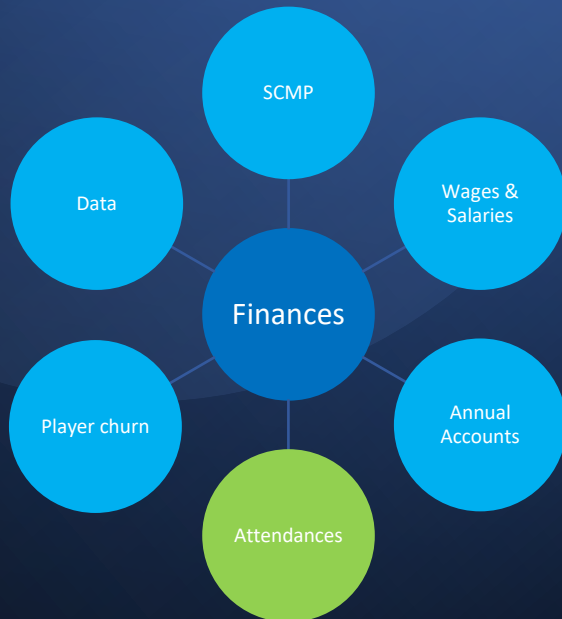 SCMP
Data
Wages &
Salaries
Finances
Player churn
Annual
Accounts
Attendances